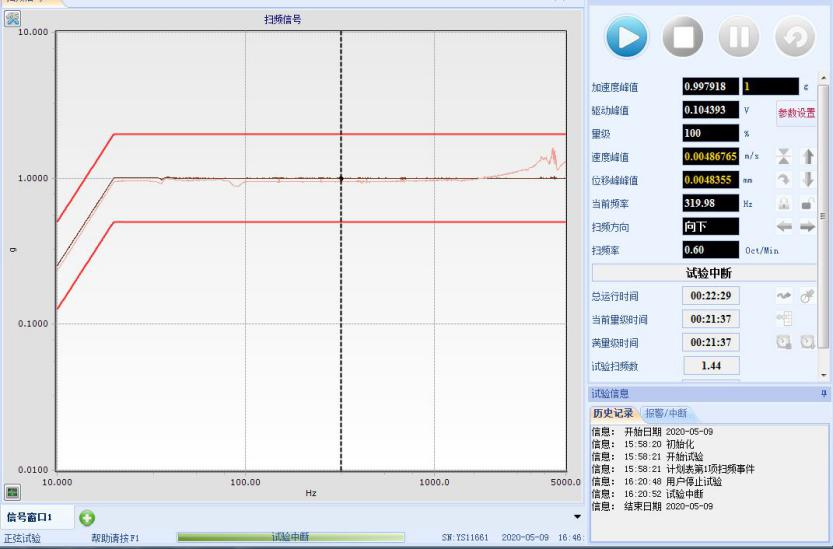 扫频信号
10.000
1.0000
0.1000
0.0100
g
10.000 100.00 1000.0 5000.0
Hz
加速度峰值 0.997918 1 g
驱动峰值 0.104393 V 参数设置
量级 100 %
速度峰值 0.00486765 m/s
位移峰峰值 0.0048355 mm
当前频率 319.98 Hz
扫频方向 向下
扫频率 0.60 Oct/Min
试验中断
总运行时间 00:22:29
当前量级时间 00:21:37
满量级时间 00:21:37
试验扫频数 1.44
试验信息
历史记录 报警/中断
信息: 开始日期 2020-05-09
信息: 15:58:20 初始化
信息: 15:58:21 开始试验
信息: 15:58:21 计划表第1项扫频事件
信息: 16:20:48 用户停止试验
信息: 16:20:52 试验中断
信息: 结束日期 2020-05-09
信号窗口1
正弦试验 帮助请按F1 试验中断 SN:YS11661 2020-05-09 16:46: